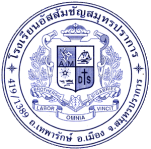 โรงเรียนอัสสัมชัญสมุทรปราการ
LABOR
VINCIT
OMNIA
419/1389 ถ.เทพารักษ์ อ.เมือง จ.สมุทรปราการ